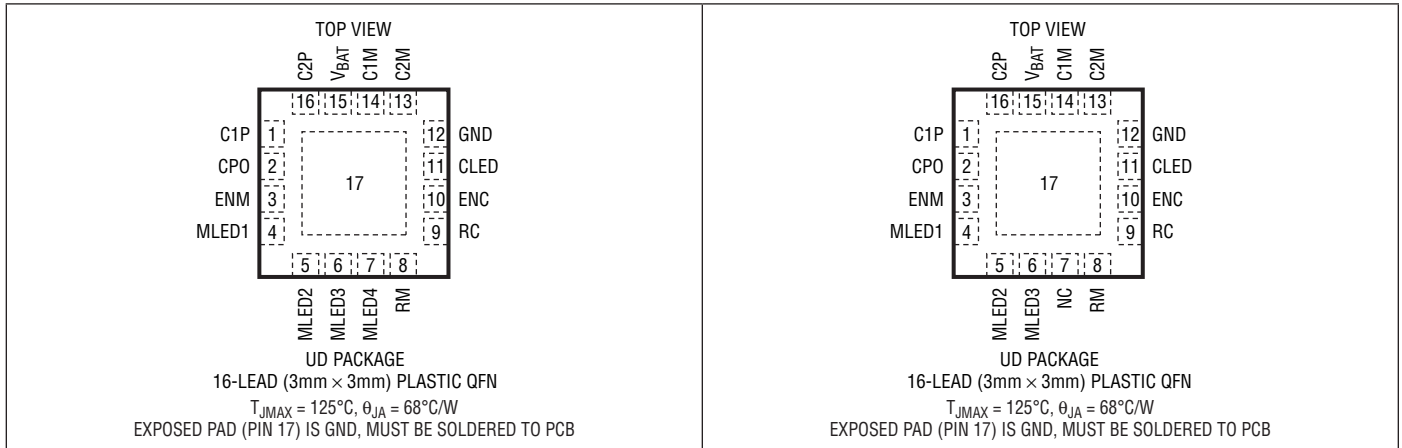 TOP VIEW
C2P
VBAT
C1M
C2M
16 15 14 13
C1P 1
CPO 2
ENM 3
MLED1 4
17
12 GND
11 CLED
10 ENC
9 RC
5 6 7 8
MLED2
MLED3
MLED4
RM
UD PACKAGE
16-LEAD (3mm × 3mm) PLASTIC QFN
TJMAX = 125°C, θJA = 68°C/W
EXPOSED PAD (PIN 17) IS GND, MUST BE SOLDERED TO PCB
TOP VIEW
C2P
VBAT
C1M
C2M
16 15 14 13
C1P 1
CPO 2
ENM 3
MLED1 4
17
12 GND
11 CLED
10 ENC
9 RC
5 6 7 8
MLED2
MLED3
NC
RM
UD PACKAGE
16-LEAD (3mm × 3mm) PLASTIC QFN
TJMAX = 125°C, θJA = 68°C/W
EXPOSED PAD (PIN 17) IS GND, MUST BE SOLDERED TO PCB